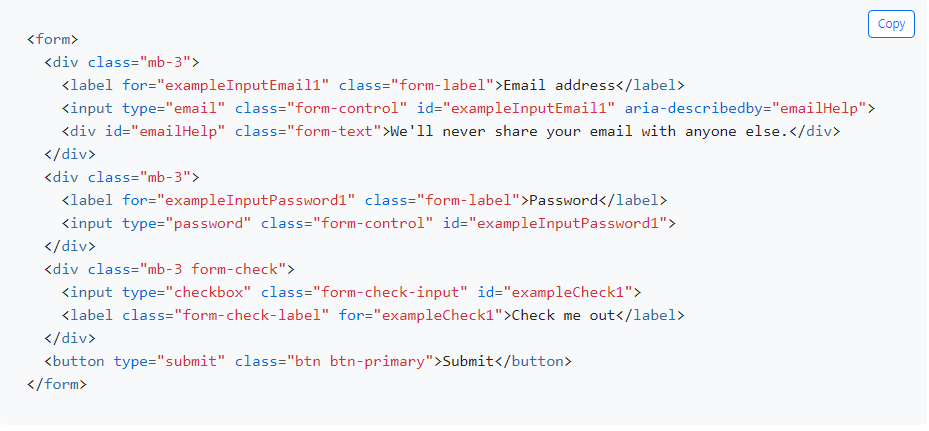 Copy
<form>
  <div class="mb-3">
    <label for="exampleInputEmail1" class="form-label">Email address</label>
    <input type="email" class="form-control" id="exampleInputEmail1" aria-describedby="emailHelp">
    <div id="emailHelp" class="form-text">We'll never share your email with anyone else.</div>
  </div>
  <div class="mb-3">
    <label for="exampleInputPassword1" class="form-label">Password</label>
    <input type="password" class="form-control" id="exampleInputPassword1">
  </div>
  <div class="mb-3 form-check">
    <input type="checkbox" class="form-check-input" id="exampleCheck1">
    <label class="form-check-label" for="exampleCheck1">Check me out</label>
  </div>
  <button type="submit" class="btn btn-primary">Submit</button>
</form>